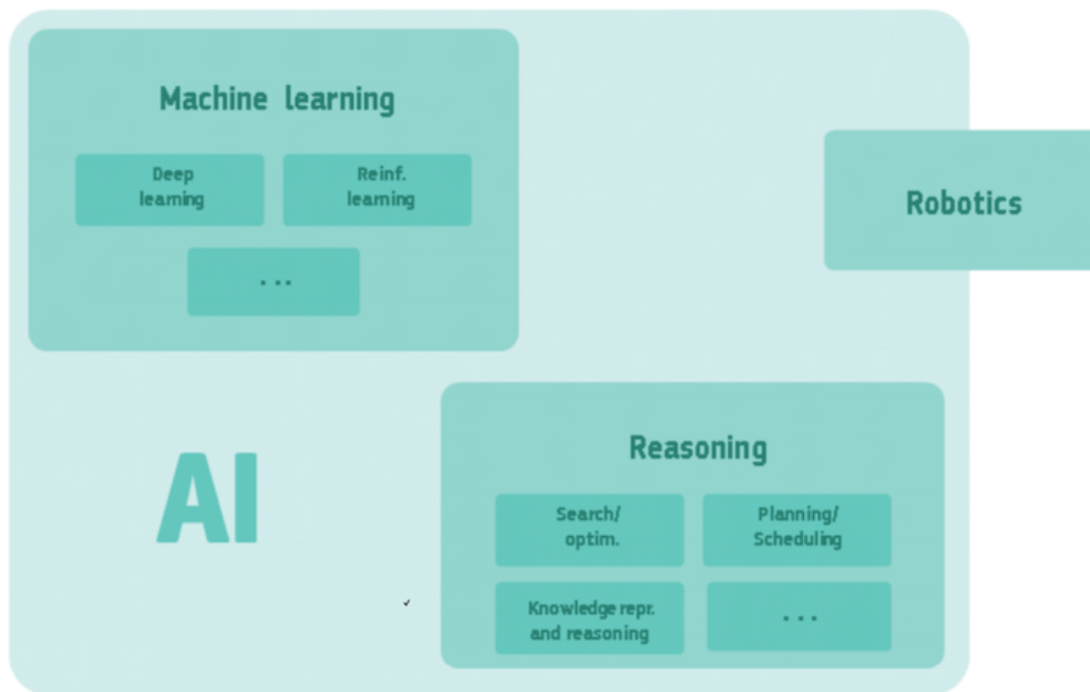 Machine learning
Deep
learning
Reinf.
learning
...
Robotics
AI
Reasoning
Search/
optim.
Planning/
Scheduling
Knowledge repr.
and reasoning
...